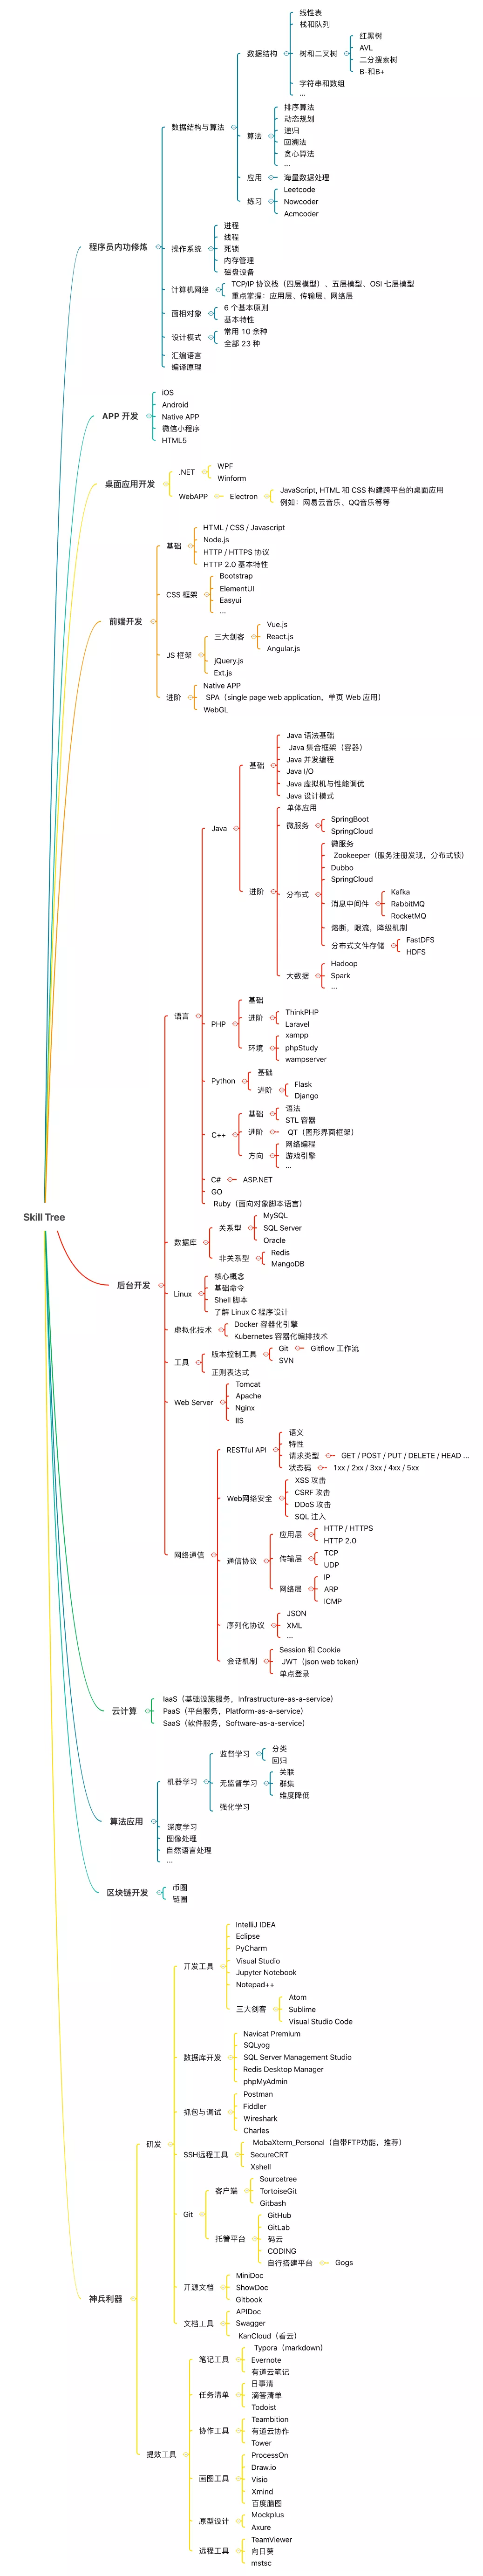 线性表
栈和队列
红黑树
AVL
数据结构
树和二叉树
二分搜索树
B-和B+
字符串和数组
...
排序算法
动态规划
数据结构与算法
算法
递归
回溯法
贪心算法
...
应用
海量数据处理
Leetcode
练习
Nowcoder
Acmcoder
进程
线程
程序员内功修炼
操作系统
死锁
内存管理
磁盘设备
计算机网络
TCP/IP 协议栈（四层模型）、五层模型、OSI 七层模型
重点掌握：应用层、传输层、网络层
面相对象
6 个基本原则
基本特性
设计模式
常用 10 余种
全部 23 种
汇编语言
编译原理
iOS
Android
APP 开发
Native APP
微信小程序
HTML5
.NET
WPF
Winform
桌面应用开发
WebAPP
Electron
JavaScript, HTML 和 CSS 构建跨平台的桌面应用
例如：网易云音乐、QQ音乐等等
HTML / CSS / Javascript
基础
Node.js
HTTP / HTTPS 协议
HTTP 2.0 基本特性
Bootstrap
CSS 框架
ElementUI
Easyui
...
前端开发
Vue.js
三大剑客
React.js
Angular.js
JS 框架
jQuery.js
Ext.js
Native APP
进阶
SPA（single page web application，单页 Web 应用）
WebGL
Java 语法基础
Java 集合框架（容器）
基础
Java 并发编程
Java I/O
Java 虚拟机与性能调优
Java 设计模式
单体应用
Java
微服务
SpringBoot
SpringCloud
微服务
Zookeeper（服务注册发现，分布式锁）
Dubbo
SpringCloud
进阶
分布式
Kafka
消息中间件
RabbitMQ
RocketMQ
熔断，限流，降级机制
分布式文件存储
FastDFS
HDFS
Hadoop
大数据
Spark
...
语言
基础
PHP
进阶
ThinkPHP
Laravel
xampp
环境
phpStudy
wampserver
Python
基础
进阶
Flask
Django
C++
基础
语法
STL 容器
进阶
QT（图形界面框架）
网络编程
方向
游戏引擎
...
C#
ASP.NET
GO
Ruby（面向对象脚本语言）
Skill Tree
数据库
关系型
MySQL
SQL Server
Oracle
非关系型
Redis
MangoDB
后台开发
核心概念
Linux
基础命令
Shell 脚本
了解 Linux C 程序设计
虚拟化技术
Docker 容器化引擎
Kubernetes 容器化编排技术
工具
版本控制工具
Git
Gitflow 工作流
SVN
正则表达式
Tomcat
Web Server
Apache
Nginx
IIS
语义
RESTful API
特性
请求类型
GET / POST / PUT / DELETE / HEAD ...
状态码
1xx / 2xx / 3xx / 4xx / 5xx
XSS 攻击
Web网络安全
CSRF 攻击
DDoS 攻击
SQL 注入
网络通信
应用层
HTTP / HTTPS
HTTP 2.0
通信协议
传输层
TCP
UDP
IP
网络层
ARP
ICMP
JSON
序列化协议
XML
...
Session 和 Cookie
会话机制
JWT（json web token）
单点登录
IaaS（基础设施服务，Infrastructure-as-a-service）
云计算
PaaS（平台服务，Platform-as-a-service）
SaaS（软件服务，Software-as-a-service）
监督学习
分类
回归
机器学习
关联
无监督学习
群集
维度降低
强化学习
算法应用
深度学习
图像处理
自然语言处理
...
区块链开发
币圈
链圈
IntelliJ IDEA
Eclipse
PyCharm
开发工具
Visual Studio
Jupyter Notebook
Notepad++
Atom
三大剑客
Sublime
Visual Studio Code
Navicat Premium
SQLyog
数据库开发
SQL Server Management Studio
Redis Desktop Manager
phpMyAdmin
Postman
抓包与调试
Fiddler
Wireshark
Charles
研发
MobaXterm_Personal（自带FTP功能，推荐）
SSH远程工具
SecureCRT
Xshell
Sourcetree
客户端
TortoiseGit
Gitbash
Git
GitHub
GitLab
托管平台
码云
CODING
自行搭建平台
Gogs
MiniDoc
开源文档
ShowDoc
Gitbook
神兵利器
APIDoc
文档工具
Swagger
KanCloud（看云）
Typora（markdown）
笔记工具
Evernote
有道云笔记
日事清
任务清单
滴答清单
Todoist
Teambition
协作工具
有道云协作
Tower
提效工具
ProcessOn
Draw.io
画图工具
Visio
Xmind
百度脑图
原型设计
Mockplus
Axure
TeamViewer
远程工具
向日葵
mstsc